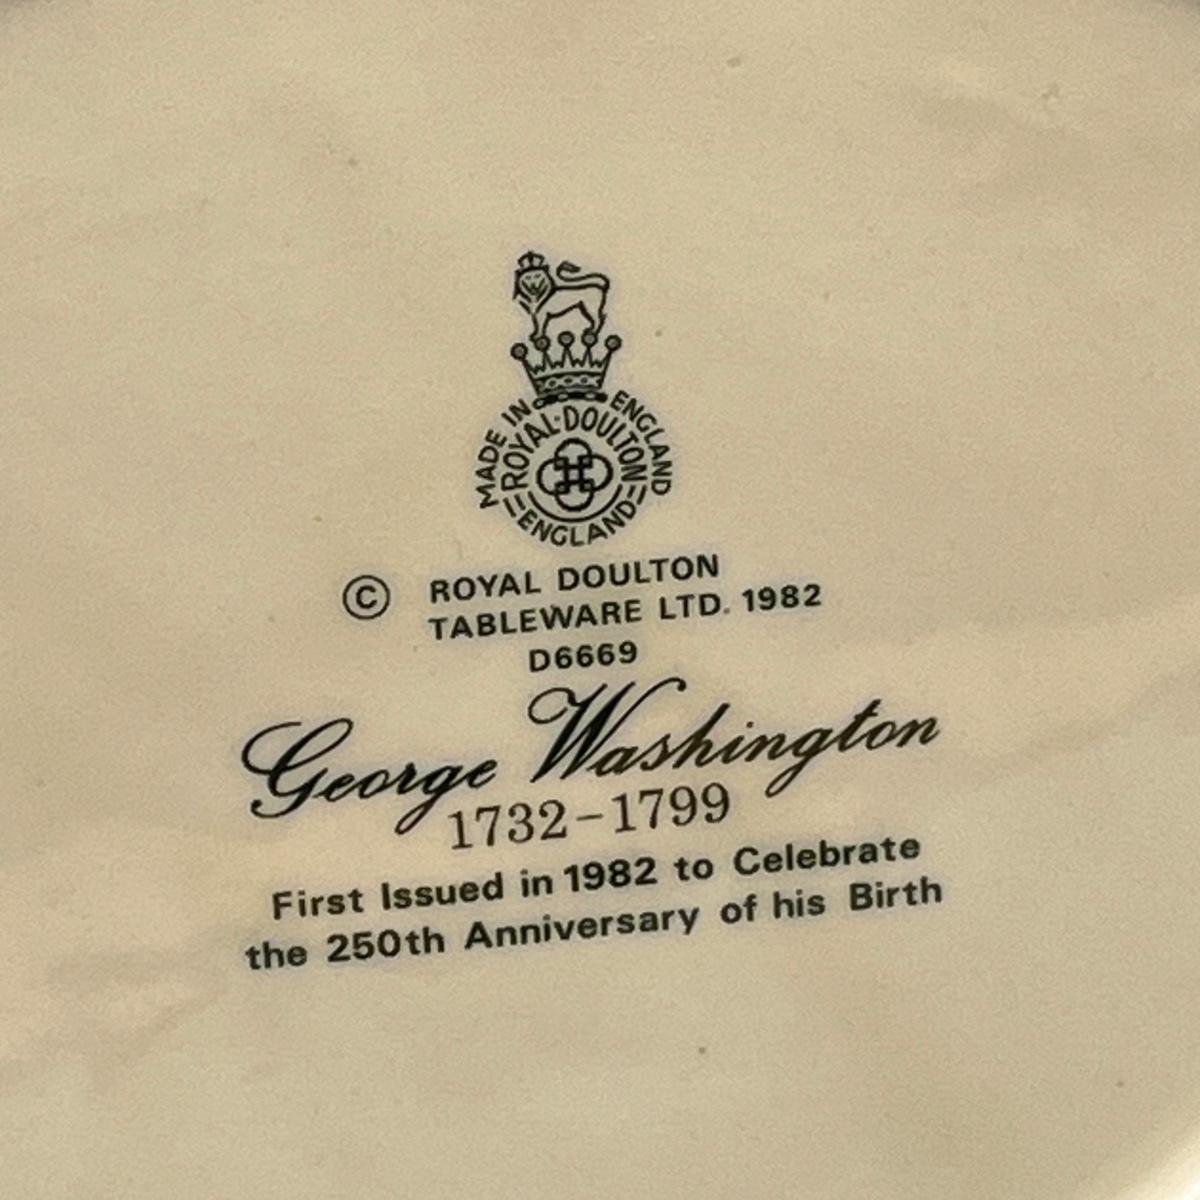 MADE IN ENGLAND
ROYAL·DOULTON
ENGLAND
© ROYAL DOULTON
TABLEWARE LTD. 1982
D6669
George Washington
1732-1799
First Issued in 1982 to Celebrate
the 250th Anniversary of his Birth